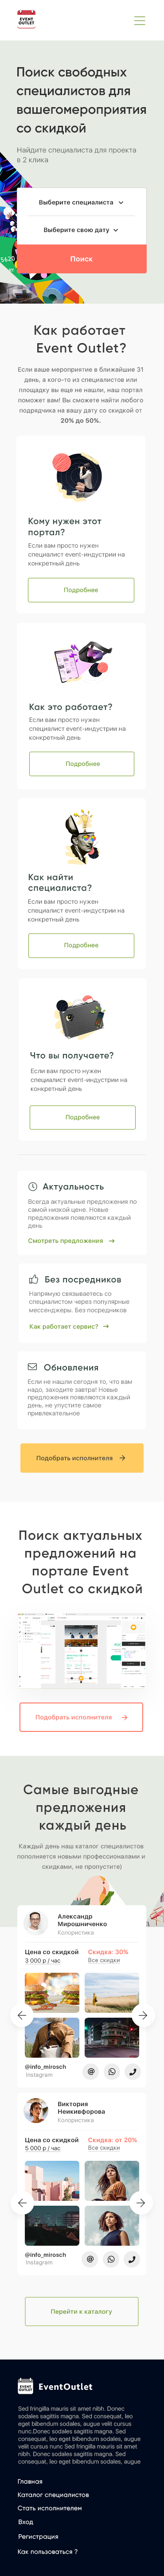 EVENT
OUTLET
Поиск свободных
специалистов для
вашегомероприятия
со скидкой
Найдите специалиста для проекта
в 2 клика
Выберите специалиста
Выберите свою дату
Поиск
Как работает
Event Outlet?
Если ваше мероприятие в ближайшие 31
день, а кого-то из специалистов или
площадку вы еще не нашли, наш портал
поможет вам! Вы сможете найти любого
подрядчика на вашу дату со скидкой от
20% до 50%.
Кому нужен этот
портал?
Если вам просто нужен
специалист event-индустрии на
конкретный день
Подробнее
Как это работает?
Если вам просто нужен
специалист event-индустрии на
конкретный день
Подробнее
Как найти
специалиста?
Если вам просто нужен
специалист event-индустрии на
конкретный день
Подробнее
Что вы получаете?
Если вам просто нужен
специалист event-индустрии на
конкретный день
Подробнее
Актуальность
Всегда актуальные предложения по
самой низкой цене. Новые
предложения появляются каждый
день
Смотреть предложения
Без посредников
Напрямую связываетесь со
специалистом через популярные
мессенджеры. Без посредников
Как работает сервис?
Обновления
Если не нашли сегодня то, что вам
надо, заходите завтра! Новые
предложения появляются каждый
день, не упустите самое
привлекательное
Подобрать исполнителя
Поиск актуальных
предложений на
портале Event
Outlet со скидкой
Подобрать исполнителя
Самые выгодные
предложения
каждый день
Каждый день наш каталог специалистов
пополняется новыми профессионалами и
скидками, не пропустите)
Александр
Мирошниченко
Колористика
Цена со скидкой
Скидка: 30%
3 000 р / час
Все скидки
@info_mirosch
Instagram
Виктория
Неикивфорова
Колористика
Цена со скидкой
Скидка: от 20%
5 000 р / час
Все скидки
@info_mirosch
Instagram
Перейти к каталогу
EVENT
OUTLET
EventOutlet
Sed fringilla mauris sit amet nibh. Donec
sodales sagittis magna. Sed consequat, leo
eget bibendum sodales, augue velit cursus
nunc.Donec sodales sagittis magna. Sed
consequat, leo eget bibendum sodales, augue
velit cursus nunc Sed fringilla mauris sit amet
nibh. Donec sodales sagittis magna. Sed
consequat, leo eget bibendum sodales, augue
Главная
Каталог специалистов
Стать исполнителем
Вход
Регистрация
Как пользоваться ?